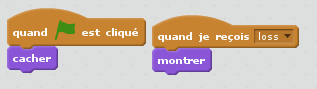 quand est cliqué
cacher
quand je reçois loss
montrer